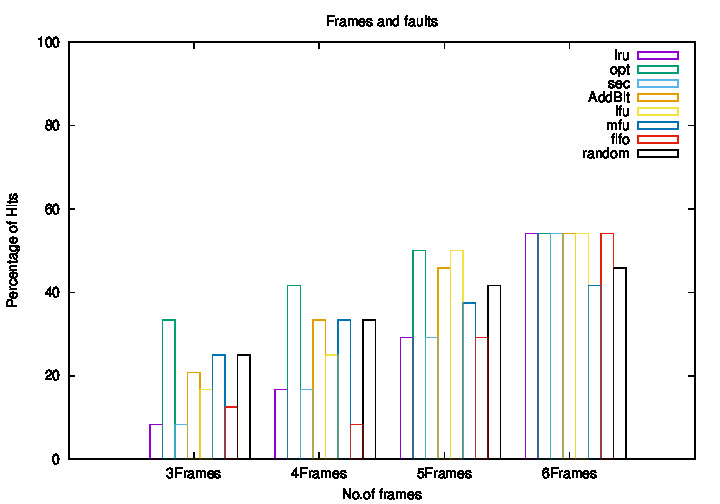 Frames and faults
100
80
60
40
20
0
Percentage of Hits
lru
opt
sec
AddBit
lfu
mfu
fifo
random
3Frames
4Frames
5Frames
6Frames
No.of frames